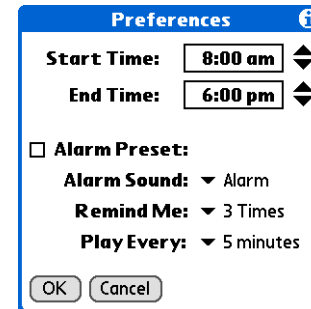 Preferences i
Start Time: 8:00 am
End Time: 6:00 pm
Alarm Preset:
Alarm Sound: Alarm
Remind Me: 3 Times
Play Every: 5 minutes
OK Cancel